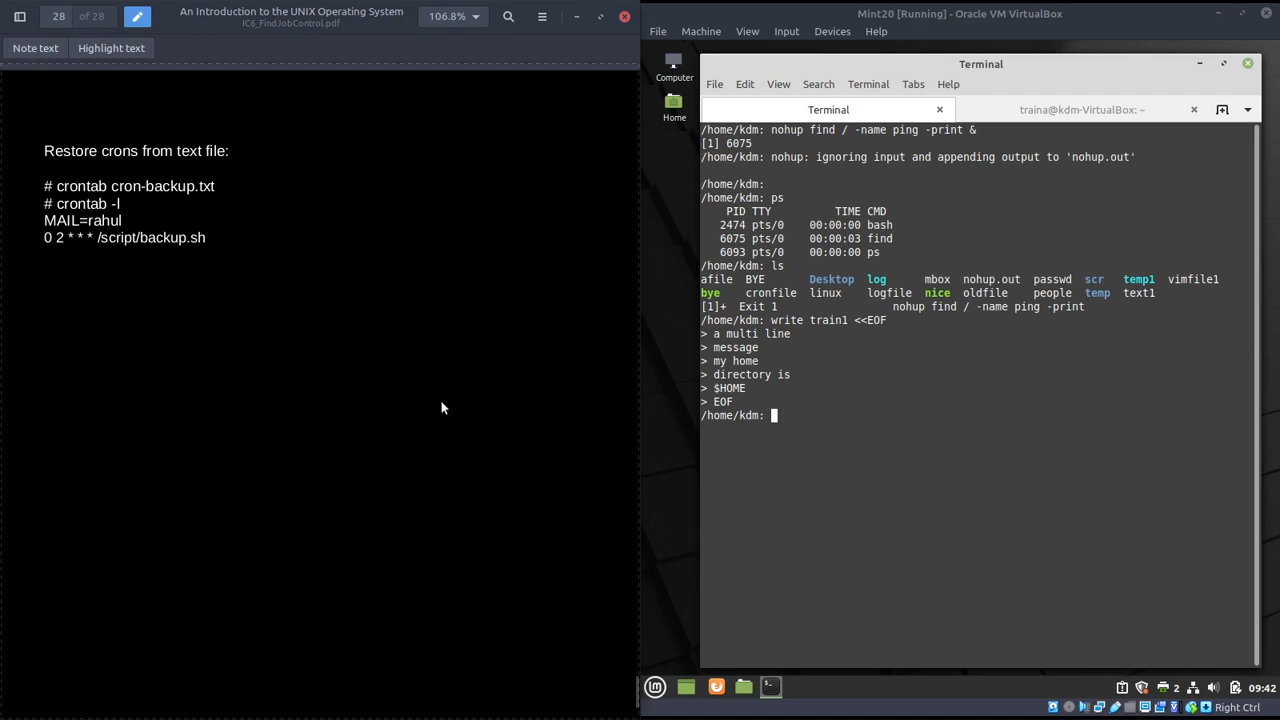 28 of 28
An Introduction to the UNIX Operating System
IC6_FindJobControl.pdf
106.8%
Note text Highlight text
Restore crons from text file:
# crontab cron-backup.txt
# crontab -l
MAIL=rahul
0 2 * * * /script/backup.sh
Mint20 [Running] - Oracle VM VirtualBox
File Machine View Input Devices Help
Computer
Home
Terminal
File Edit View Search Terminal Tabs Help
Terminal traina@kdm-VirtualBox: ~
/home/kdm: nohup find / -name ping -print &
[1] 6075
/home/kdm: nohup: ignoring input and appending output to 'nohup.out'
/home/kdm:
/home/kdm: ps
PID TTY TIME CMD
2474 pts/0 00:00:00 bash
6075 pts/0 00:00:03 find
6093 pts/0 00:00:00 ps
/home/kdm: ls
afile BYE Desktop log mbox nohup.out passwd scr temp1 vimfile1
bye cronfile linux logfile nice oldfile people temp text1
[1]+ Exit 1 nohup find / -name ping -print
/home/kdm: write train1 <<EOF
> a multi line
> message
> my home
> directory is
> $HOME
> EOF
/home/kdm:
2 09:42
Right Ctrl